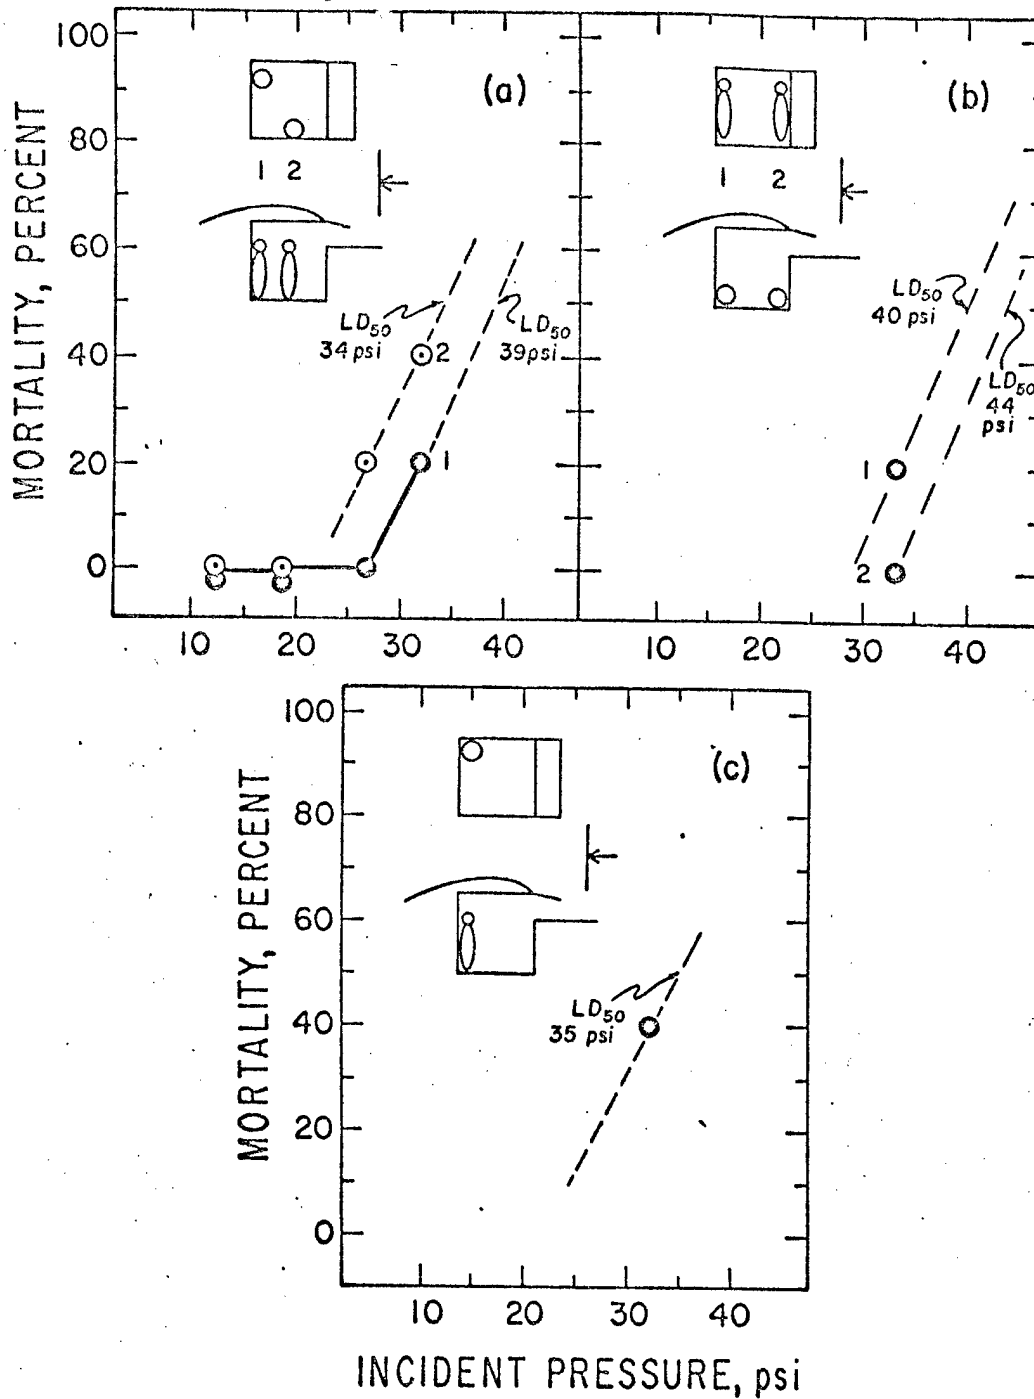 MORTALITY, PERCENT
100
80
60
40
20
0
(a)
1 2
LD50
34 psi
LD50
39 psi
2
1
10 20 30 40
(b)
1 2
LD50
40 psi
LD50
44
psi
1
2
10 20 30 40
MORTALITY, PERCENT
100
80
60
40
20
0
(c)
LD50
35 psi
10 20 30 40
INCIDENT PRESSURE, psi